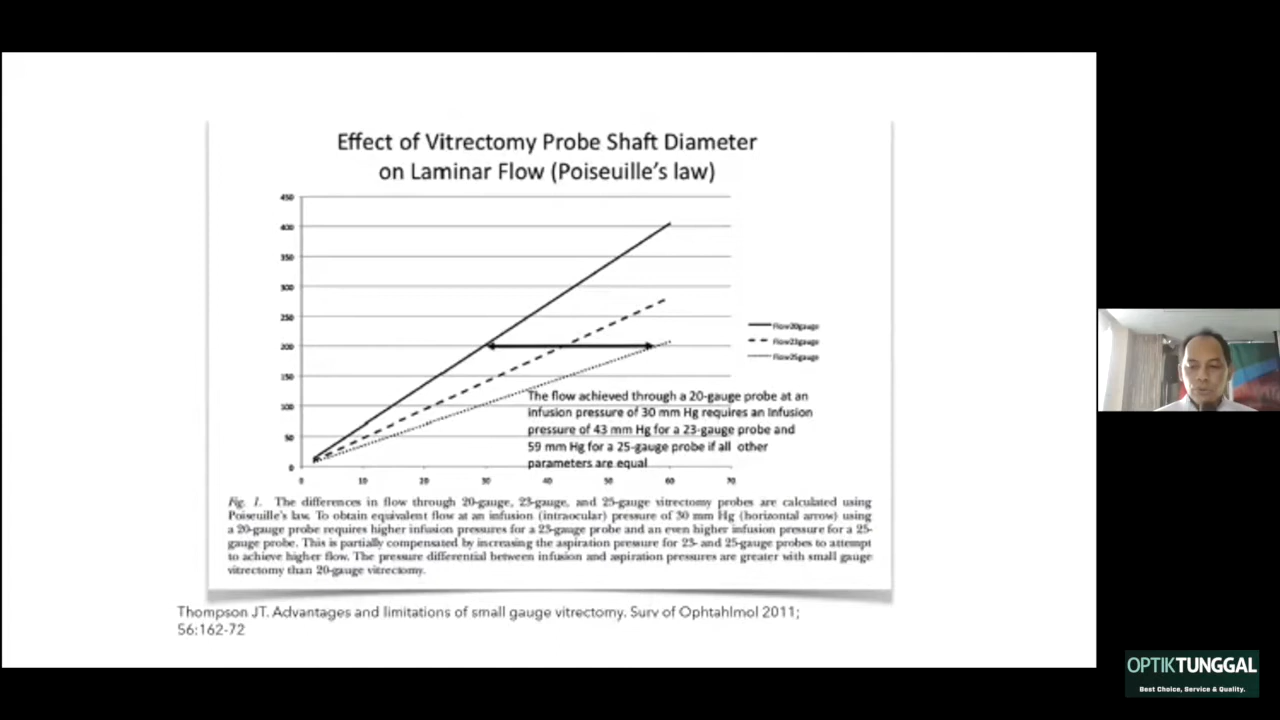 Effect of Vitrectomy Probe Shaft Diameter
on Laminar Flow (Poiseuille's law)
450
400
350
300
250
200
150
100
50
0
0 10 20 30 40 50 60 70
Flow20gauge
Flow23gauge
Flow25gauge
The flow achieved through a 20-gauge probe at an
infusion pressure of 30 mm Hg requires an Infusion
pressure of 43 mm Hg for a 23-gauge probe and
59 mm Hg for a 25-gauge probe if all other
parameters are equal
Fig. 1. The differences in flow through 20-gauge, 23-gauge, and 25-gauge vitrectomy probes are calculated using
Poiseuille's law. To obtain equivalent flow at an infusion (intraocular) pressure of 30 mm Hg (horizontal arrow) using
a 20-gauge probe requires higher infusion pressures for a 23-gauge probe and an even higher infusion pressure for a 25-
gauge probe. This is partially compensated by increasing the aspiration pressure for 23- and 25-gauge probes to attempt
to achieve higher flow. The pressure differential between infusion and aspiration pressures are greater with small gauge
vitrectomy than 20-gauge vitrectomy.
Thompson JT. Advantages and limitations of small gauge vitrectomy. Surv of Ophtahlmol 2011;
56:162-72
OPTIKTUNGGAL
Best Choice, Service & Quality.